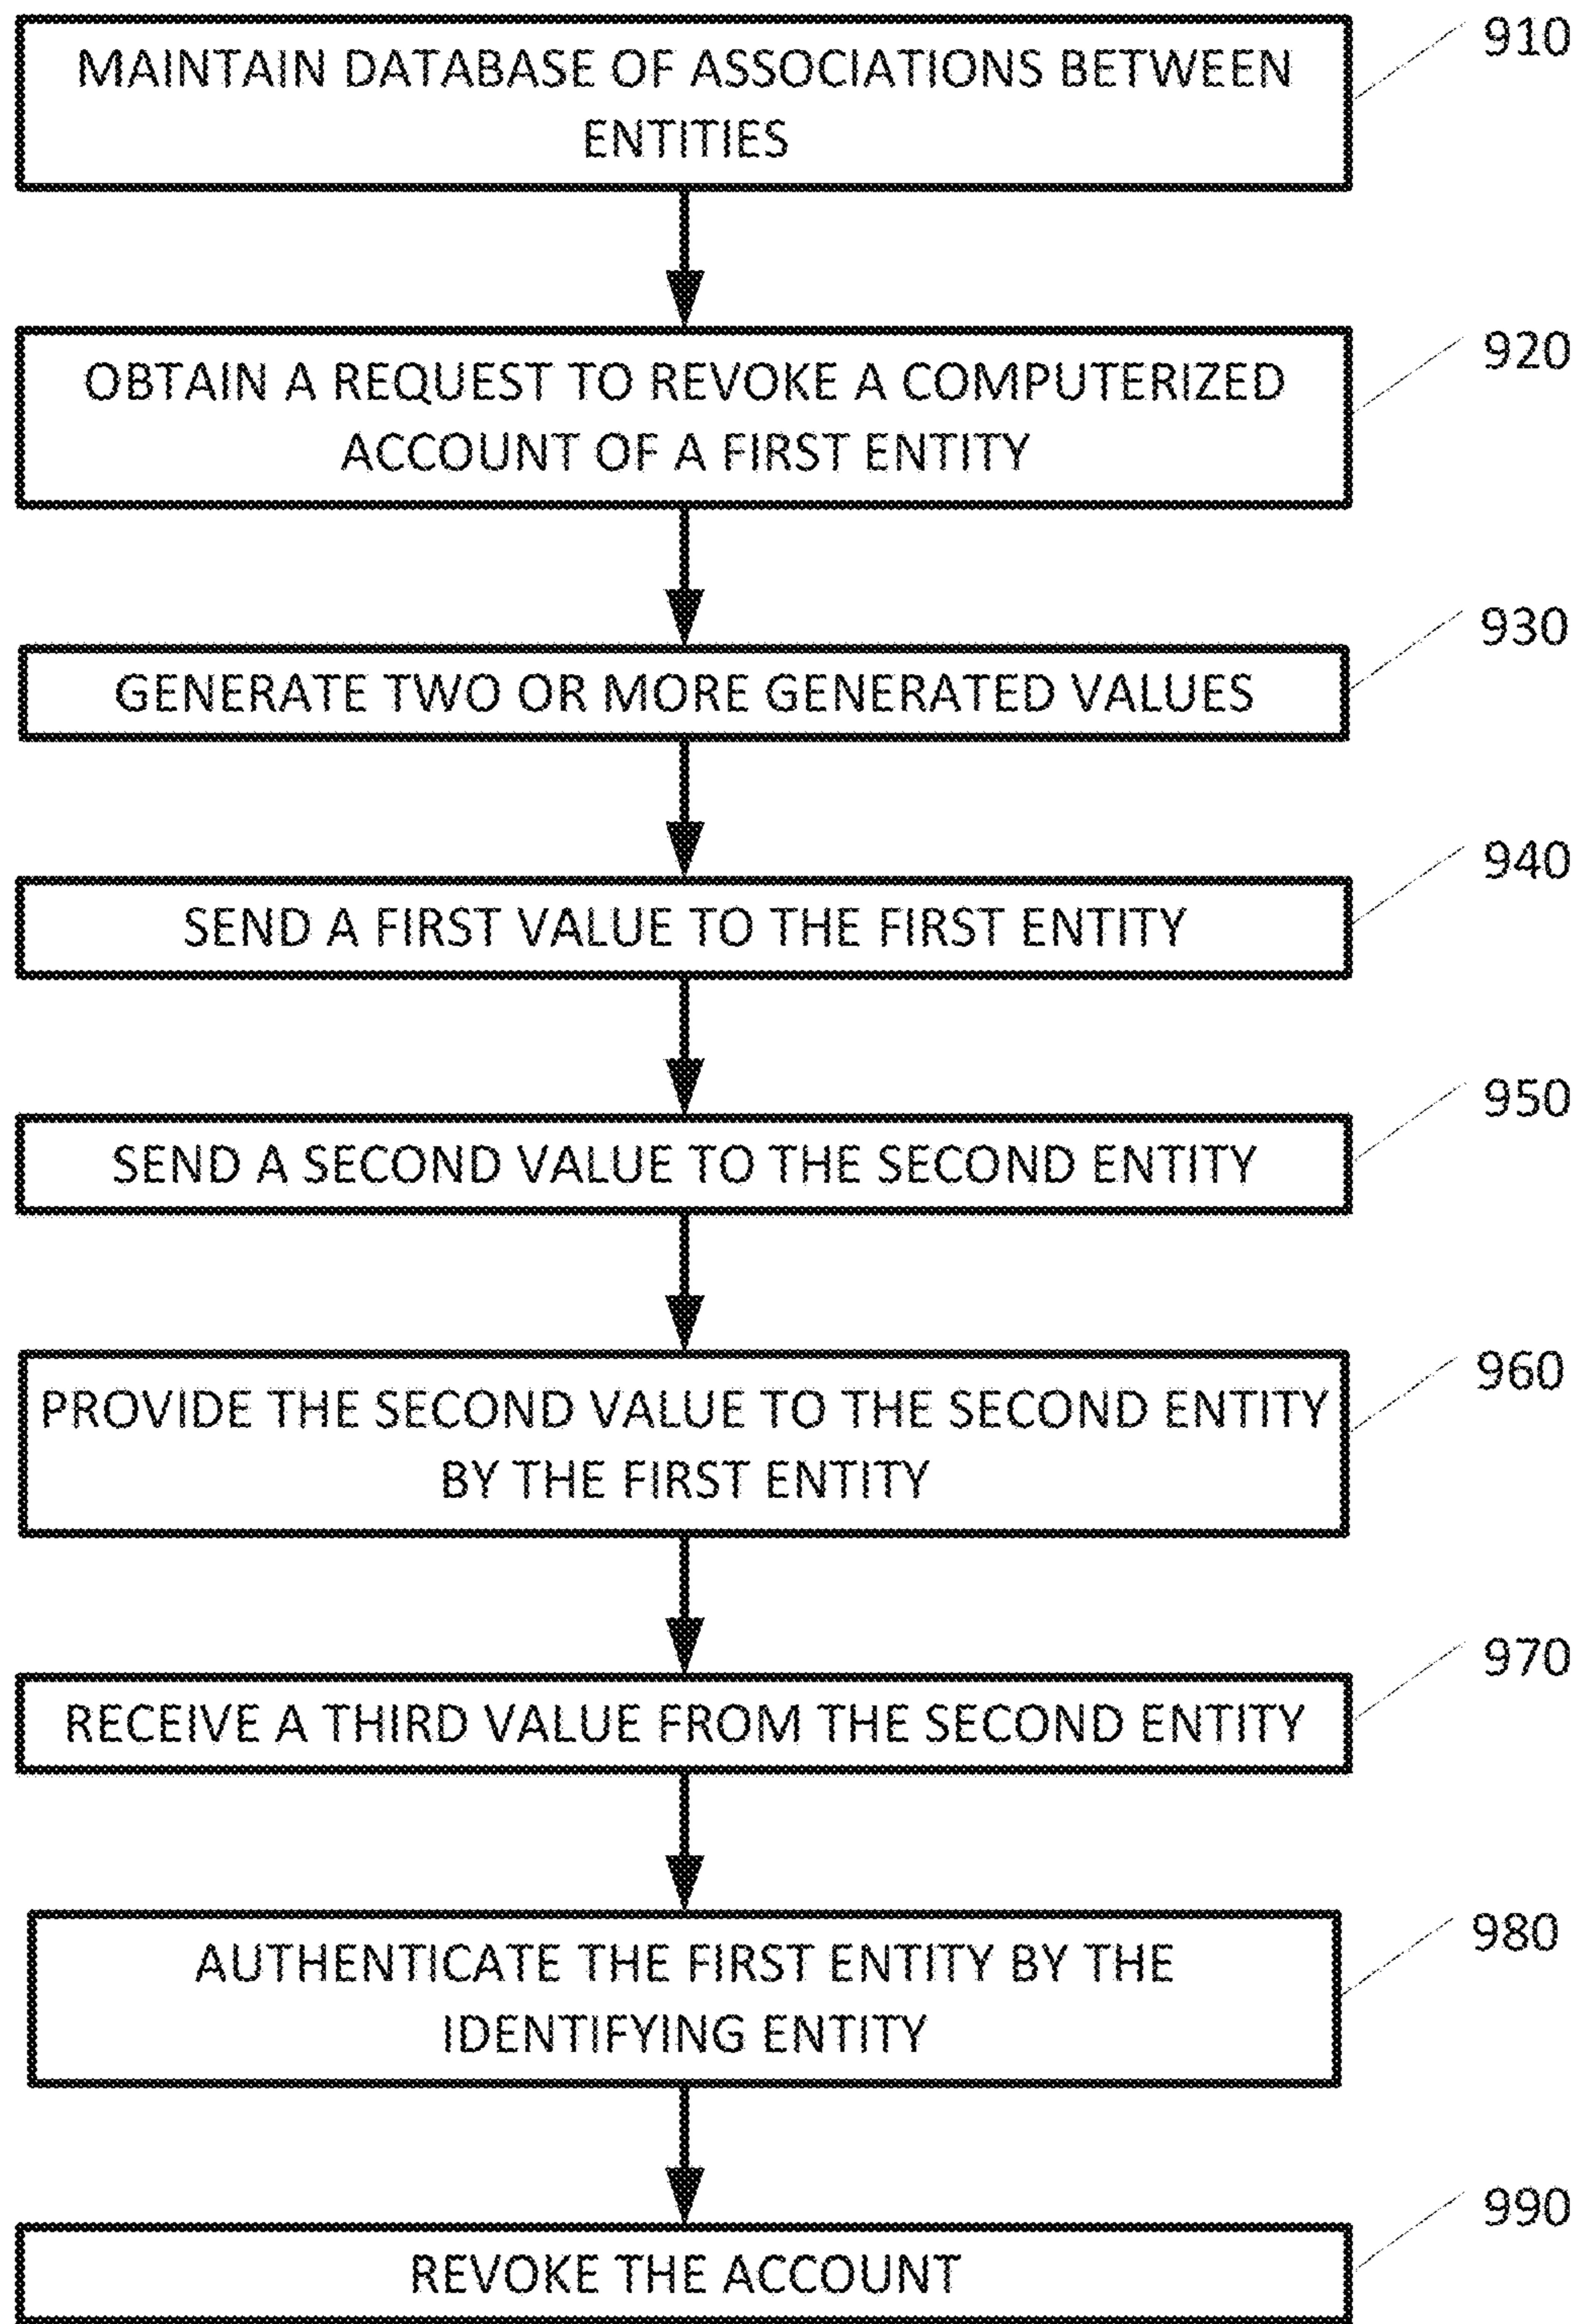 910
MAINTAIN DATABASE OF ASSOCIATIONS BETWEEN
ENTITIES
920
OBTAIN A REQUEST TO REVOKE A COMPUTERIZED
ACCOUNT OF A FIRST ENTITY
930
GENERATE TWO OR MORE GENERATED VALUES
940
SEND A FIRST VALUE TO THE FIRST ENTITY
950
SEND A SECOND VALUE TO THE SECOND ENTITY
960
PROVIDE THE SECOND VALUE TO THE SECOND ENTITY
BY THE FIRST ENTITY
970
RECEIVE A THIRD VALUE FROM THE SECOND ENTITY
980
AUTHENTICATE THE FIRST ENTITY BY THE
IDENTIFYING ENTITY
990
REVOKE THE ACCOUNT